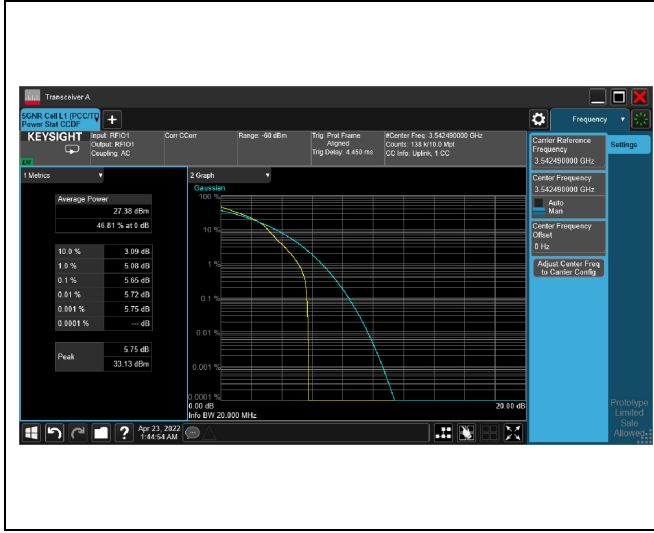 Transceiver A
5GNR Cell L1 (PCC/TD
Power Stat CCDF
Frequency
KEYSIGHT
Input: RFIO1
Output: RFIO1
Coupling: AC
Corr CCorr
Range: -60 dBm
Trig: Prot Frame
Aligned
Trig Delay: 4.450 ms
#Center Freq: 3.542490000 GHz
Counts: 138 k/10.0 Mpt
CC Info: Uplink, 1 CC
Carrier Reference
Frequency
3.542490000 GHz
Settings
Center Frequency
3.542490000 GHz
Auto
Man
Center Frequency
Offset
0 Hz
Adjust Center Freq
to Carrier Config
1 Metrics
Average Power
27.38 dBm
46.81 % at 0 dB
10.0 % 3.09 dB
1.0 % 5.08 dB
0.1 % 5.65 dB
0.01 % 5.72 dB
0.001 % 5.75 dB
0.0001 % --- dB
Peak
5.75 dB
33.13 dBm
2 Graph
Gaussian
100 %
10 %
1 %
0.1 %
0.01 %
0.001 %
0.0001 %
0.00 dB
20.00 dB
Info BW 20.000 MHz
?
Apr 23, 2022
1:44:54 AM
Prototype
Limited
Sale
Allowed